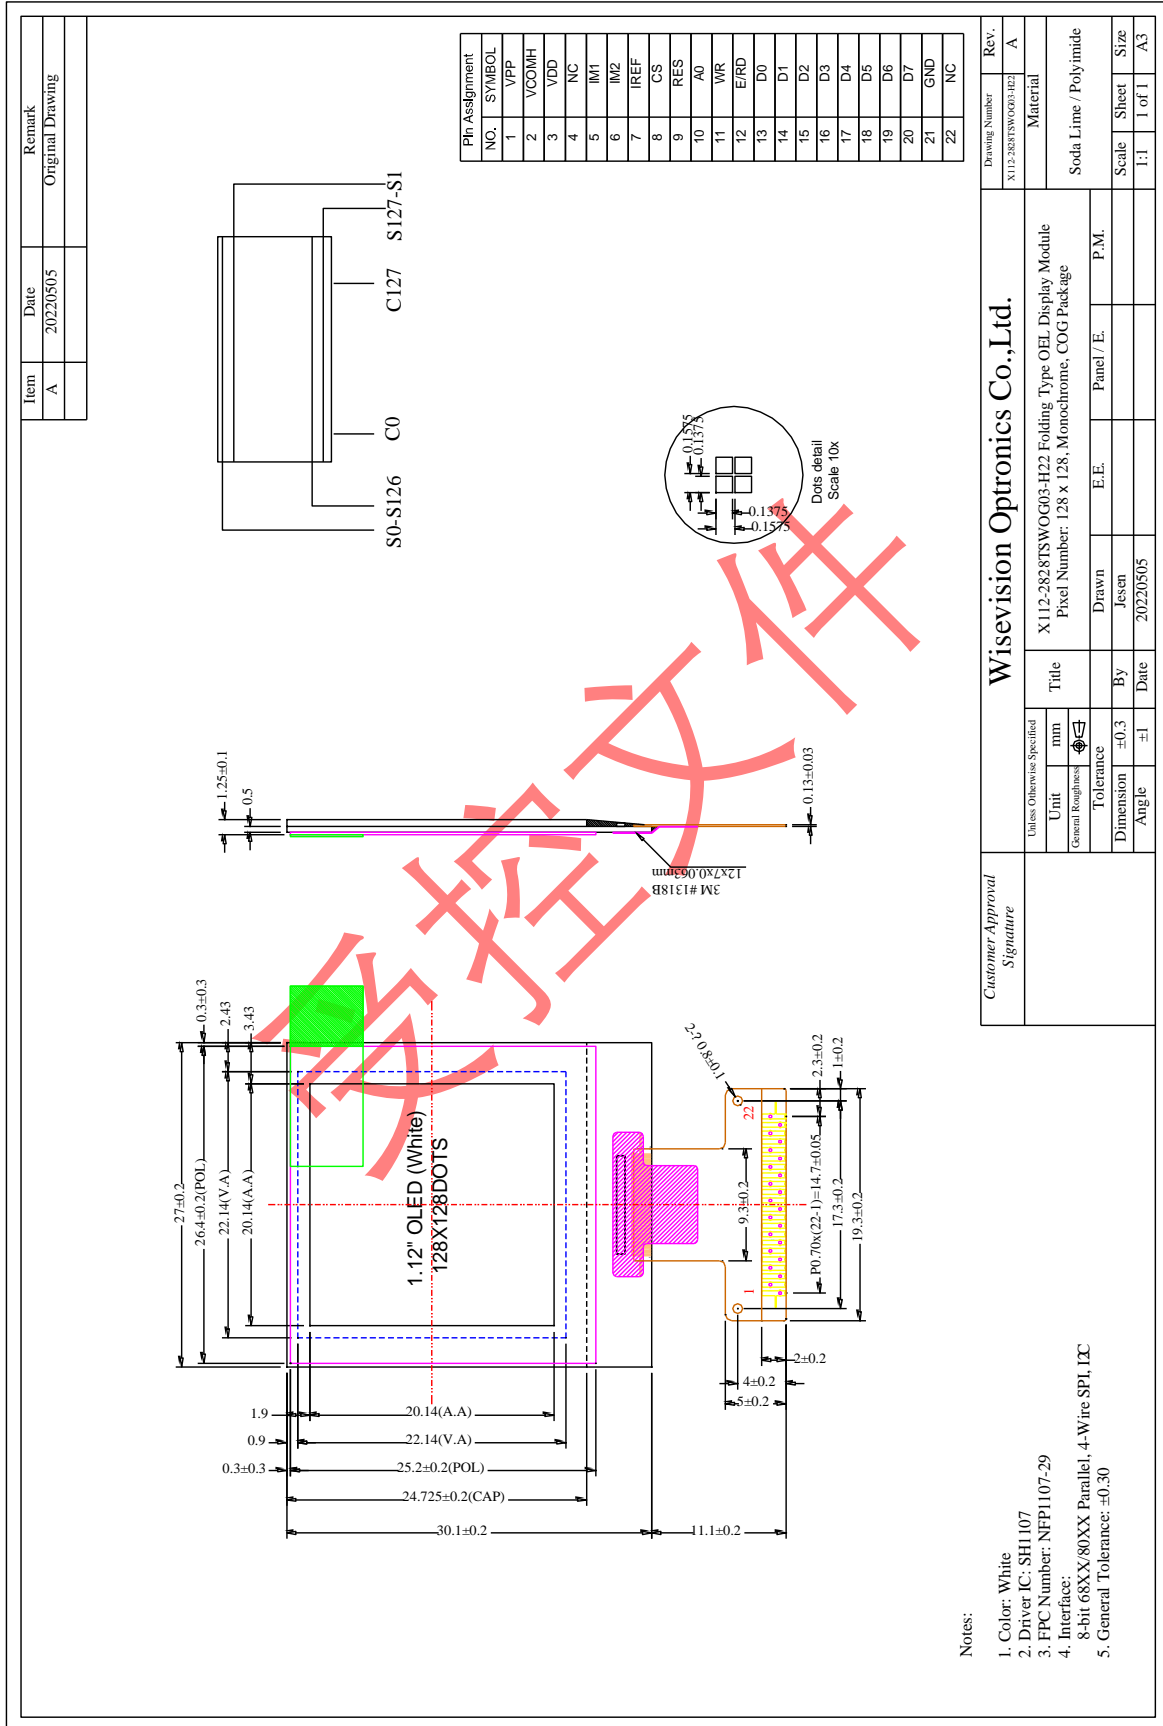 Item Date Remark
A 20220505 Original Drawing
S0-S126 C0 C127 S127-S1
Pin Assignment
NO. SYMBOL
1 VPP
2 VCOMH
3 VDD
4 NC
5 IM1
6 IM2
7 IREF
8 CS
9 RES
10 A0
11 WR
12 E/RD
13 D0
14 D1
15 D2
16 D3
17 D4
18 D5
19 D6
20 D7
21 GND
22 NC
0.1575
0.1375
0.1375
0.1575
Dots detail
Scale 10x
1.25±0.1
0.5
0.13±0.03
3M #1318B
12x7x0.063mm
27±0.2
26.4±0.2(POL)
22.14(V.A)
20.14(A.A)
0.3±0.3
2.43
3.43
1.12" OLED (White)
128X128DOTS
1.9
20.14(A.A)
0.9
22.14(V.A)
0.3±0.3
25.2±0.2(POL)
24.725±0.2(CAP)
30.1±0.2
11.1±0.2
2-? 0.8±0.1
22
1
9.3±0.2
P0.70x(22-1)=14.7±0.05
17.3±0.2
19.3±0.2
2.3±0.2
1±0.2
2±0.2
4±0.2
5±0.2
受控文件
Notes:
1. Color: White
2. Driver IC: SH1107
3. FPC Number: NFP1107-29
4. Interface:
8-bit 68XX/80XX Parallel, 4-Wire SPI, I2C
5. General Tolerance: ±0.30
Customer Approval
Signature
Wisevision Optronics Co.,Ltd.
Drawing Number Rev.
X112-2828TSWOG03-H22 A
Unless Otherwise Specified
Unit mm
General Roughness
Tolerance
Dimension ±0.3
Angle ±1
Title
X112-2828TSWOG03-H22 Folding Type OEL Display Module
Pixel Number: 128 x 128, Monochrome, COG Package
Material
Soda Lime / Polyimide
Drawn E.E. Panel / E. P.M.
By Jesen
Date 20220505
Scale Sheet Size
1:1 1 of 1 A3